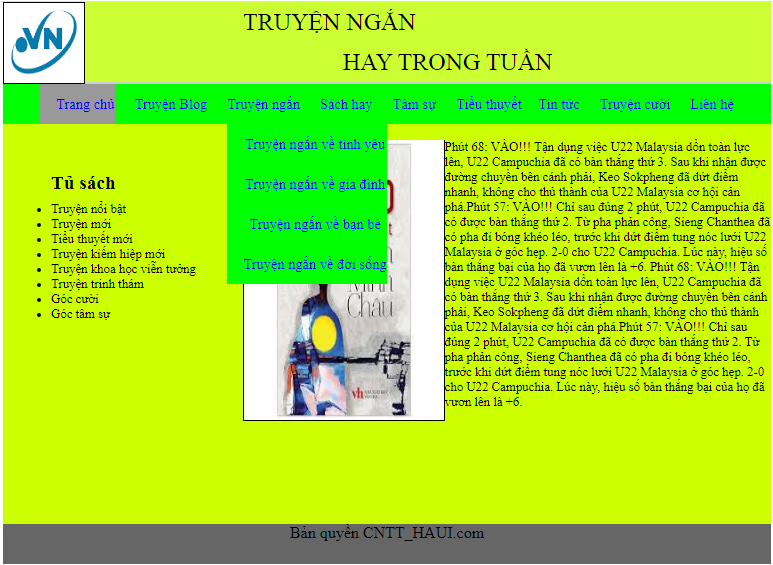 VN
TRUYỆN NGẮN
HAY TRONG TUẦN
Trang chủ Truyện Blog Truyện ngắn Sách hay Tâm sự Tiểu thuyết Tin tức Truyện cười Liên hệ
Truyện ngắn về tình yêu
Truyện ngắn về gia đình
Truyện ngắn về bạn bè
Truyện ngắn về đời sống
Tủ sách
Truyện nổi bật
Truyện mới
Tiểu thuyết mới
Truyện kiếm hiệp mới
Truyện khoa học viễn tưởng
Truyện trinh thám
Góc cười
Góc tâm sự
Minh
Châu
Phút 68: VÀO!!! Tận dụng việc U22 Malaysia dồn toàn lực
lên, U22 Campuchia đã có bàn thắng thứ 3. Sau khi nhận được
đường chuyền bên cánh phải, Keo Sokpheng đã dứt điểm
nhanh, không cho thủ thành của U22 Malaysia cơ hội cản
phá.Phút 57: VÀO!!! Chỉ sau đúng 2 phút, U22 Campuchia đã
có được bàn thắng thứ 2. Từ pha phản công, Sieng Chanthea đã
có pha đi bóng khéo léo, trước khi dứt điểm tung nóc lưới U22
Malaysia ở góc hẹp. 2-0 cho U22 Campuchia. Lúc này, hiệu số
bàn thắng bại của họ đã vươn lên là +6. Phút 68: VÀO!!! Tận
dụng việc U22 Malaysia dồn toàn lực lên, U22 Campuchia đã
có bàn thắng thứ 3. Sau khi nhận được đường chuyền bên cánh
phải, Keo Sokpheng đã dứt điểm nhanh, không cho thủ thành
của U22 Malaysia cơ hội cản phá.Phút 57: VÀO!!! Chỉ sau
đúng 2 phút, U22 Campuchia đã có được bàn thắng thứ 2. Từ
pha phản công, Sieng Chanthea đã có pha đi bóng khéo léo,
trước khi dứt điểm tung nóc lưới U22 Malaysia ở góc hẹp. 2-0
cho U22 Campuchia. Lúc này, hiệu số bàn thắng bại của họ đã
vươn lên là +6.
Bản quyền CNTT_HAUI.com